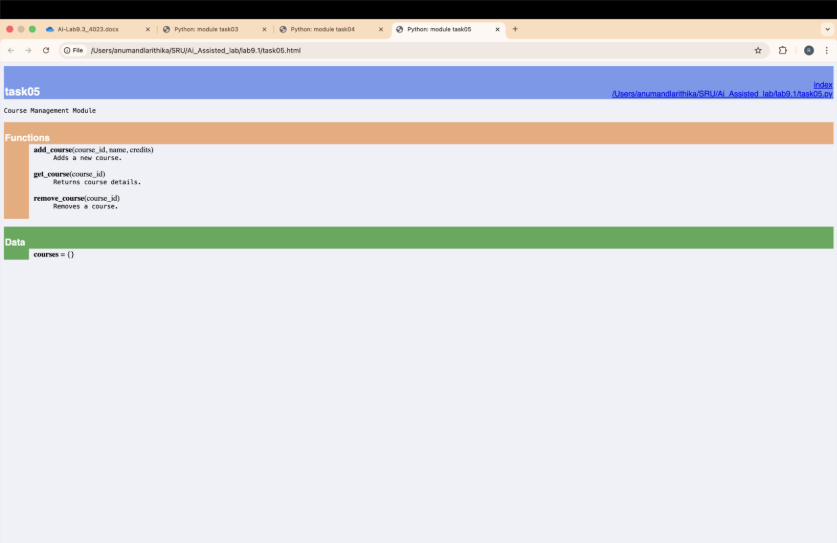 Ai-Lab9.3_4023.docx
Python: module task03
Python: module task04
Python: module task05
File /Users/anumandlarithika/SRU/Ai_Assisted_lab/lab9.1/task05.html
R
task05
index
/Users/anumandlarithika/SRU/Ai_Assisted_lab/lab9.1/task05.py
Course Management Module
Functions
add_course(course_id, name, credits)
Adds a new course.
get_course(course_id)
Returns course details.
remove_course(course_id)
Removes a course.
Data
courses = {}